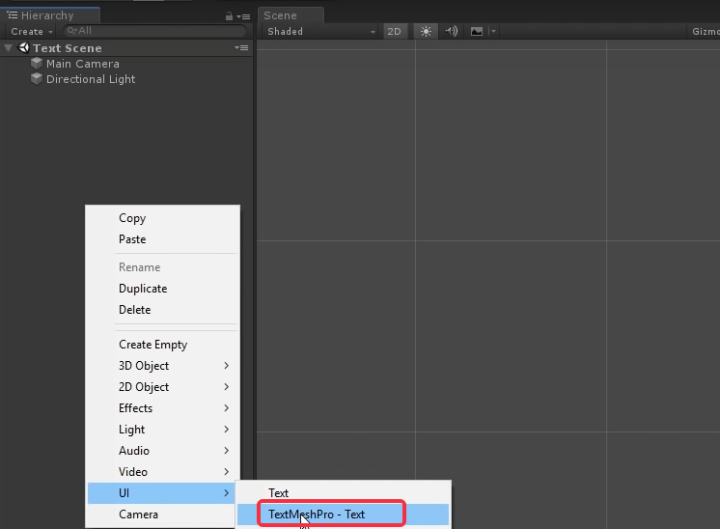 Hierarchy
Create
All
Text Scene
Main Camera
Directional Light
Scene
Shaded
2D
Gizmo
Copy
Paste
Rename
Duplicate
Delete
Create Empty
3D Object
2D Object
Effects
Light
Audio
Video
UI
Camera
Text
TextMeshPro - Text